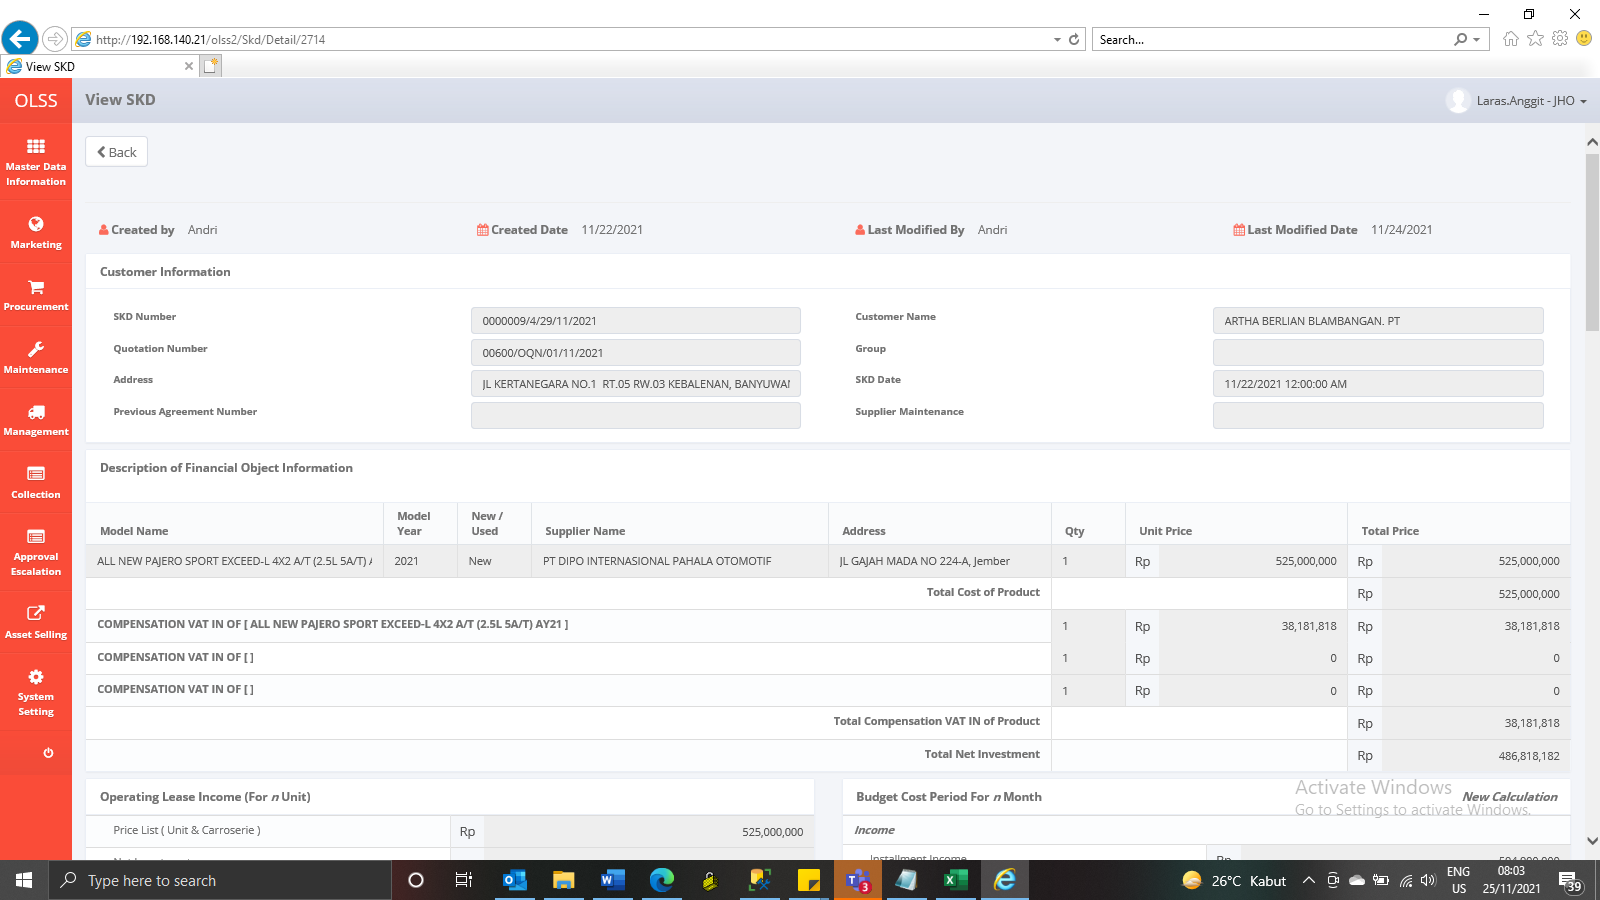 http://192.168.140.21/olss2/Skd/Detail/2714
Search...
View SKD
OLSS
View SKD
Laras.Anggit - JHO
Back
Master Data Information
Marketing
Procurement
Maintenance
Management
Collection
Approval Escalation
Asset Selling
System Setting
Created by Andri Created Date 11/22/2021 Last Modified By Andri Last Modified Date 11/24/2021
Customer Information
SKD Number 0000009/4/29/11/2021 Customer Name ARTHA BERLIAN BLAMBANGAN. PT
Quotation Number 00600/OQN/01/11/2021 Group
Address JL KERTANEGARA NO.1 RT.05 RW.03 KEBALENAN, BANYUWAN SKD Date 11/22/2021 12:00:00 AM
Previous Agreement Number Supplier Maintenance
Description of Financial Object Information
Model Name Model Year New / Used Supplier Name Address Qty Unit Price Total Price
ALL NEW PAJERO SPORT EXCEED-L 4X2 A/T (2.5L 5A/T) 2021 New PT DIPO INTERNASIONAL PAHALA OTOMOTIF JL GAJAH MADA NO 224-A, Jember 1 Rp 525,000,000 Rp 525,000,000
Total Cost of Product Rp 525,000,000
COMPENSATION VAT IN OF [ ALL NEW PAJERO SPORT EXCEED-L 4X2 A/T (2.5L 5A/T) AY21 ] 1 Rp 38,181,818 Rp 38,181,818
COMPENSATION VAT IN OF [ ] 1 Rp 0 Rp 0
COMPENSATION VAT IN OF [ ] 1 Rp 0 Rp 0
Total Compensation VAT IN of Product Rp 38,181,818
Total Net Investment Rp 486,818,182
Operating Lease Income (For n Unit) Budget Cost Period For n Month New Calculation
Activate Windows
Go to Settings to activate Windows.
Price List ( Unit & Carroserie ) Rp 525,000,000 Income
Installment Income Rp
Type here to search
3
26°C Kabut
ENG
US
08:03
25/11/2021
39